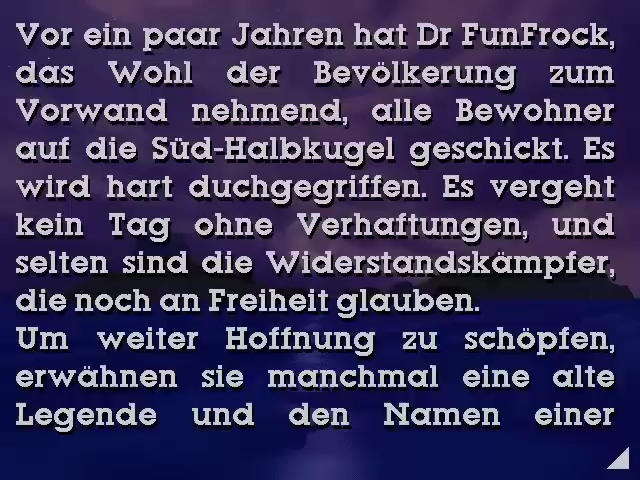 Vor ein paar Jahren hat Dr FunFrock,
das Wohl der Bevölkerung zum
Vorwand nehmend, alle Bewohner
auf die Süd-Halbkugel geschickt. Es
wird hart duchgegriffen. Es vergeht
kein Tag ohne Verhaftungen, und
selten sind die Widerstandskämpfer,
die noch an Freiheit glauben.
Um weiter Hoffnung zu schöpfen,
erwähnen sie manchmal eine alte
Legende und den Namen einer